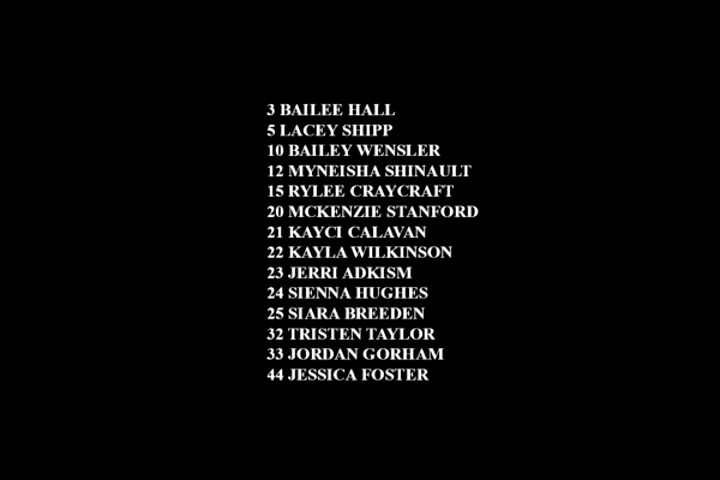 3 BAILEE HALL
5 LACEY SHIPP
10 BAILEY WENSLER
12 MYNEISHA SHINAULT
15 RYLEE CRAYCRAFT
20 MCKENZIE STANFORD
21 KAYCI CALAVAN
22 KAYLA WILKINSON
23 JERRI ADKISM
24 SIENNA HUGHES
25 SIARA BREEDEN
32 TRISTEN TAYLOR
33 JORDAN GORHAM
44 JESSICA FOSTER